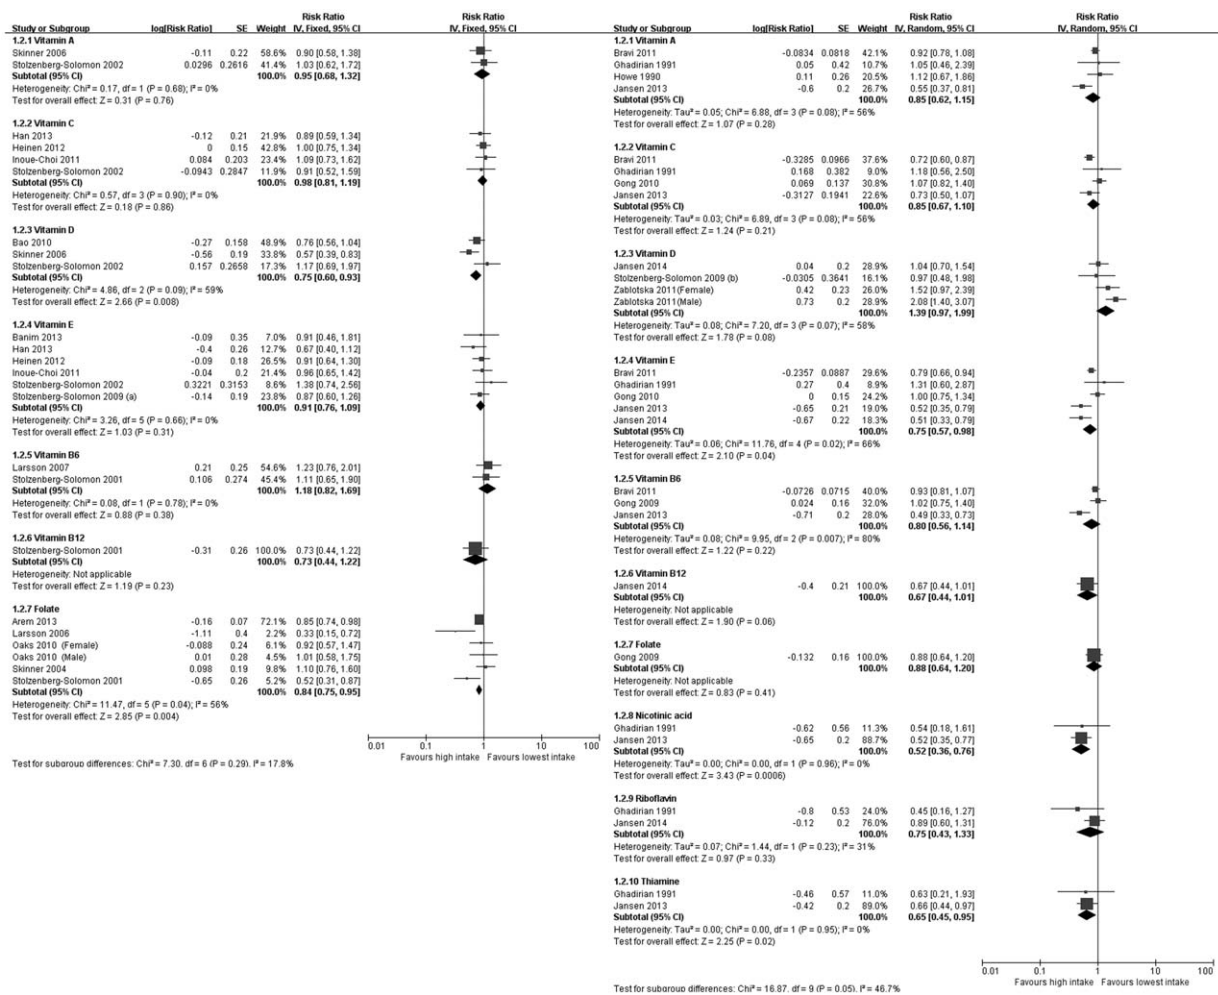 Risk Ratio Risk Ratio
Study or Subgroup log[Risk Ratio] SE Weight IV, Fixed, 95% CI IV, Fixed, 95% CI
1.2.1 Vitamin A
Skinner 2006 -0.11 0.22 58.6% 0.90 [0.58, 1.38]
Stolzenberg-Solomon 2002 0.0296 0.2616 41.4% 1.03 [0.62, 1.72]
Subtotal (95% CI) 100.0% 0.95 [0.68, 1.32]
Heterogeneity: Chi² = 0.17, df = 1 (P = 0.68); I² = 0%
Test for overall effect: Z = 0.31 (P = 0.76)
1.2.2 Vitamin C
Han 2013 -0.12 0.21 21.9% 0.89 [0.59, 1.34]
Heinen 2012 0 0.15 42.8% 1.00 [0.75, 1.34]
Inoue-Choi 2011 0.084 0.203 23.4% 1.09 [0.73, 1.62]
Stolzenberg-Solomon 2002 -0.0943 0.2847 11.9% 0.91 [0.52, 1.59]
Subtotal (95% CI) 100.0% 0.98 [0.81, 1.19]
Heterogeneity: Chi² = 0.57, df = 3 (P = 0.90); I² = 0%
Test for overall effect: Z = 0.18 (P = 0.86)
1.2.3 Vitamin D
Bao 2010 -0.27 0.158 48.9% 0.76 [0.56, 1.04]
Skinner 2006 -0.56 0.19 33.8% 0.57 [0.39, 0.83]
Stolzenberg-Solomon 2002 0.157 0.2658 17.3% 1.17 [0.69, 1.97]
Subtotal (95% CI) 100.0% 0.75 [0.60, 0.93]
Heterogeneity: Chi² = 4.86, df = 2 (P = 0.09); I² = 59%
Test for overall effect: Z = 2.66 (P = 0.008)
1.2.4 Vitamin E
Banim 2013 -0.09 0.35 7.0% 0.91 [0.46, 1.81]
Han 2013 -0.4 0.26 12.7% 0.67 [0.40, 1.12]
Heinen 2012 -0.09 0.18 26.5% 0.91 [0.64, 1.30]
Inoue-Choi 2011 -0.04 0.2 21.4% 0.96 [0.65, 1.42]
Stolzenberg-Solomon 2002 0.3221 0.3153 8.6% 1.38 [0.74, 2.56]
Stolzenberg-Solomon 2009 (a) -0.14 0.19 23.8% 0.87 [0.60, 1.26]
Subtotal (95% CI) 100.0% 0.91 [0.76, 1.09]
Heterogeneity: Chi² = 3.26, df = 5 (P = 0.66); I² = 0%
Test for overall effect: Z = 1.03 (P = 0.31)
1.2.5 Vitamin B6
Larsson 2007 0.21 0.25 54.6% 1.23 [0.76, 2.01]
Stolzenberg-Solomon 2001 0.106 0.274 45.4% 1.11 [0.65, 1.90]
Subtotal (95% CI) 100.0% 1.18 [0.82, 1.69]
Heterogeneity: Chi² = 0.08, df = 1 (P = 0.78); I² = 0%
Test for overall effect: Z = 0.88 (P = 0.38)
1.2.6 Vitamin B12
Stolzenberg-Solomon 2001 -0.31 0.26 100.0% 0.73 [0.44, 1.22]
Subtotal (95% CI) 100.0% 0.73 [0.44, 1.22]
Heterogeneity: Not applicable
Test for overall effect: Z = 1.19 (P = 0.23)
1.2.7 Folate
Arem 2013 -0.16 0.07 72.1% 0.85 [0.74, 0.98]
Larsson 2006 -1.11 0.4 2.2% 0.33 [0.15, 0.72]
Oaks 2010 (Female) -0.088 0.24 6.1% 0.92 [0.57, 1.47]
Oaks 2010 (Male) 0.01 0.28 4.5% 1.01 [0.58, 1.75]
Skinner 2004 0.098 0.19 9.8% 1.10 [0.76, 1.60]
Stolzenberg-Solomon 2001 -0.65 0.26 5.2% 0.52 [0.31, 0.87]
Subtotal (95% CI) 100.0% 0.84 [0.75, 0.95]
Heterogeneity: Chi² = 11.47, df = 5 (P = 0.04); I² = 56%
Test for overall effect: Z = 2.85 (P = 0.004)
0.01 0.1 1 10 100
Favours high intake Favours lowest intake
Test for subgroup differences: Chi² = 7.30, df = 6 (P = 0.29), I² = 17.8%
Risk Ratio Risk Ratio
Study or Subgroup log[Risk Ratio] SE Weight IV, Random, 95% CI IV, Random, 95% CI
1.2.1 Vitamin A
Bravi 2011 -0.0834 0.0818 42.1% 0.92 [0.78, 1.08]
Ghadirian 1991 0.05 0.42 10.7% 1.05 [0.46, 2.39]
Howe 1990 0.11 0.26 20.5% 1.12 [0.67, 1.86]
Jansen 2013 -0.6 0.2 26.7% 0.55 [0.37, 0.81]
Subtotal (95% CI) 100.0% 0.85 [0.62, 1.15]
Heterogeneity: Tau² = 0.05; Chi² = 6.88, df = 3 (P = 0.08); I² = 56%
Test for overall effect: Z = 1.07 (P = 0.28)
1.2.2 Vitamin C
Bravi 2011 -0.3285 0.0966 37.6% 0.72 [0.60, 0.87]
Ghadirian 1991 0.168 0.382 9.0% 1.18 [0.56, 2.50]
Gong 2010 0.069 0.137 30.8% 1.07 [0.82, 1.40]
Jansen 2013 -0.3127 0.1941 22.6% 0.73 [0.50, 1.07]
Subtotal (95% CI) 100.0% 0.85 [0.67, 1.10]
Heterogeneity: Tau² = 0.03; Chi² = 6.89, df = 3 (P = 0.08); I² = 56%
Test for overall effect: Z = 1.24 (P = 0.21)
1.2.3 Vitamin D
Jansen 2014 0.04 0.2 28.9% 1.04 [0.70, 1.54]
Stolzenberg-Solomon 2009 (b) -0.0305 0.3641 16.1% 0.97 [0.48, 1.98]
Zablotska 2011(Female) 0.42 0.23 26.0% 1.52 [0.97, 2.39]
Zablotska 2011(Male) 0.73 0.2 28.9% 2.08 [1.40, 3.07]
Subtotal (95% CI) 100.0% 1.39 [0.97, 1.99]
Heterogeneity: Tau² = 0.08; Chi² = 7.20, df = 3 (P = 0.07); I² = 58%
Test for overall effect: Z = 1.78 (P = 0.08)
1.2.4 Vitamin E
Bravi 2011 -0.2357 0.0887 29.6% 0.79 [0.66, 0.94]
Ghadirian 1991 0.27 0.4 8.9% 1.31 [0.60, 2.87]
Gong 2010 0 0.15 24.2% 1.00 [0.75, 1.34]
Jansen 2013 -0.65 0.21 19.0% 0.52 [0.35, 0.79]
Jansen 2014 -0.67 0.22 18.3% 0.51 [0.33, 0.79]
Subtotal (95% CI) 100.0% 0.75 [0.57, 0.98]
Heterogeneity: Tau² = 0.06; Chi² = 11.76, df = 4 (P = 0.02); I² = 66%
Test for overall effect: Z = 2.10 (P = 0.04)
1.2.5 Vitamin B6
Bravi 2011 -0.0726 0.0715 40.0% 0.93 [0.81, 1.07]
Gong 2009 0.024 0.16 32.0% 1.02 [0.75, 1.40]
Jansen 2013 -0.71 0.2 28.0% 0.49 [0.33, 0.73]
Subtotal (95% CI) 100.0% 0.80 [0.56, 1.14]
Heterogeneity: Tau² = 0.08; Chi² = 9.95, df = 2 (P = 0.007); I² = 80%
Test for overall effect: Z = 1.22 (P = 0.22)
1.2.6 Vitamin B12
Jansen 2014 -0.4 0.21 100.0% 0.67 [0.44, 1.01]
Subtotal (95% CI) 100.0% 0.67 [0.44, 1.01]
Heterogeneity: Not applicable
Test for overall effect: Z = 1.90 (P = 0.06)
1.2.7 Folate
Gong 2009 -0.132 0.16 100.0% 0.88 [0.64, 1.20]
Subtotal (95% CI) 100.0% 0.88 [0.64, 1.20]
Heterogeneity: Not applicable
Test for overall effect: Z = 0.83 (P = 0.41)
1.2.8 Nicotinic acid
Ghadirian 1991 -0.62 0.56 11.3% 0.54 [0.18, 1.61]
Jansen 2013 -0.65 0.2 88.7% 0.52 [0.35, 0.77]
Subtotal (95% CI) 100.0% 0.52 [0.36, 0.76]
Heterogeneity: Tau² = 0.00; Chi² = 0.00, df = 1 (P = 0.96); I² = 0%
Test for overall effect: Z = 3.43 (P = 0.0006)
1.2.9 Riboflavin
Ghadirian 1991 -0.8 0.53 24.0% 0.45 [0.16, 1.27]
Jansen 2014 -0.12 0.2 76.0% 0.89 [0.60, 1.31]
Subtotal (95% CI) 100.0% 0.75 [0.43, 1.33]
Heterogeneity: Tau² = 0.07; Chi² = 1.44, df = 1 (P = 0.23); I² = 31%
Test for overall effect: Z = 0.97 (P = 0.33)
1.2.10 Thiamine
Ghadirian 1991 -0.46 0.57 11.0% 0.63 [0.21, 1.93]
Jansen 2013 -0.42 0.2 89.0% 0.66 [0.44, 0.97]
Subtotal (95% CI) 100.0% 0.65 [0.45, 0.95]
Heterogeneity: Tau² = 0.00; Chi² = 0.00, df = 1 (P = 0.95); I² = 0%
Test for overall effect: Z = 2.25 (P = 0.02)
0.01 0.1 1 10 100
Favours high intake Favours lowest intake
Test for subgroup differences: Chi² = 16.87, df = 9 (P = 0.05), I² = 46.7%